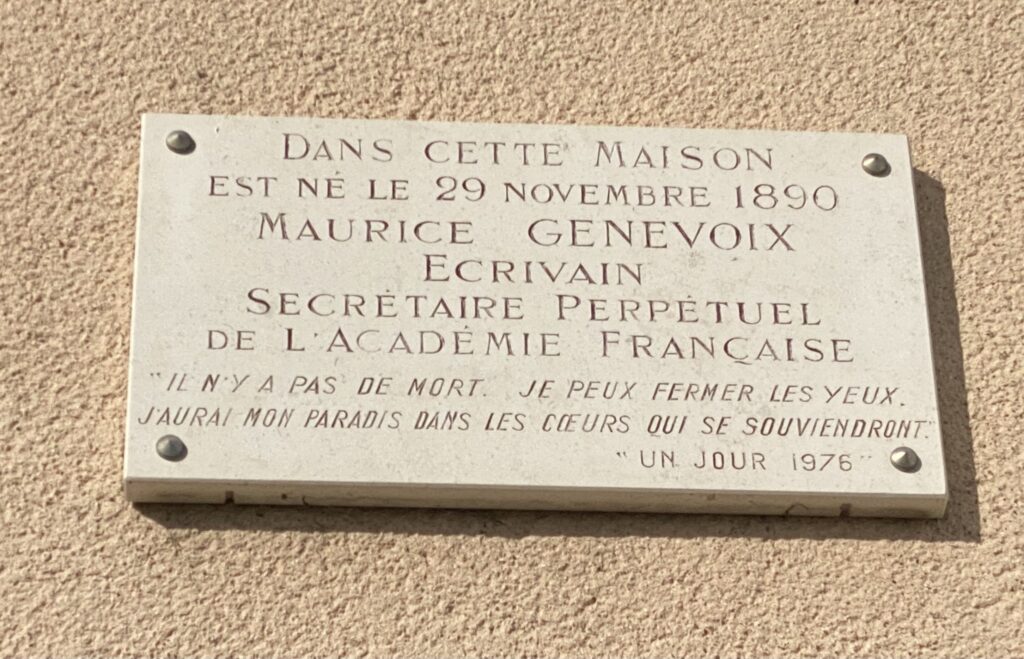 DANS CETTE MAISON
EST NÉ LE 29 NOVEMBRE 1890
MAURICE GENEVOIX
ECRIVAIN
SECRÉTAIRE PERPÉTUEL
DE L'ACADÉMIE FRANÇAISE
"IL N'Y A PAS DE MORT. JE PEUX FERMER LES YEUX.
J'AURAI MON PARADIS DANS LES CŒURS QUI SE SOUVIENDRONT."
"UN JOUR 1976"